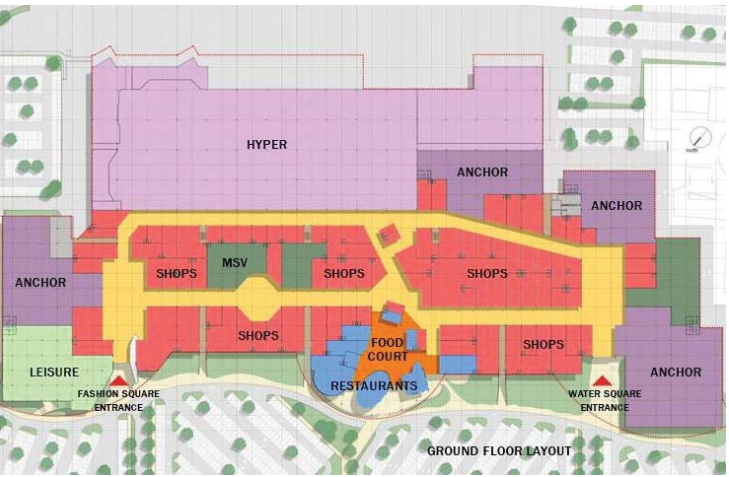 HYPER
ANCHOR
ANCHOR
SHOPS
MSV
SHOPS
SHOPS
ANCHOR
SHOPS
FOOD
COURT
SHOPS
LEISURE
RESTAURANTS
ANCHOR
FASHION SQUARE
ENTRANCE
WATER SQUARE
ENTRANCE
GROUND FLOOR LAYOUT